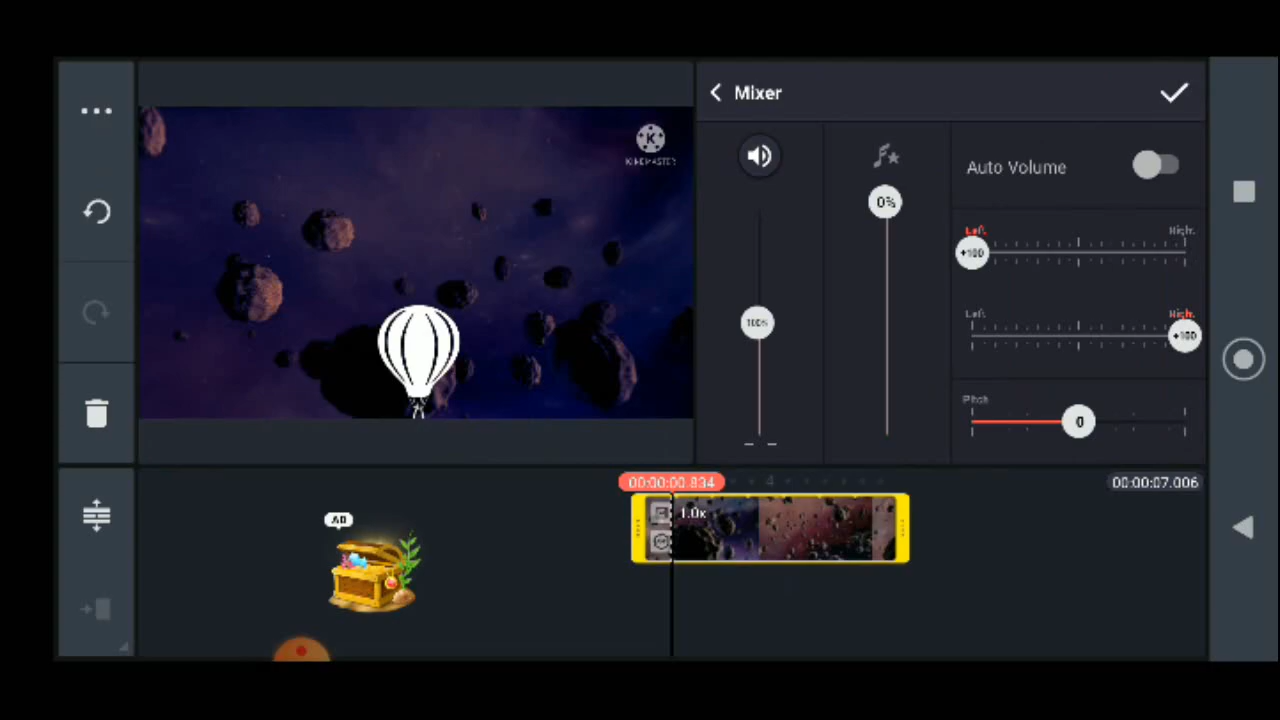 Mixer
K
KINEMASTER
Auto Volume
0%
Left
Right
+100
100%
Left
Right
+100
Pitch
0
00:00:00.834
4
00:00:07.006
1.0x
AD